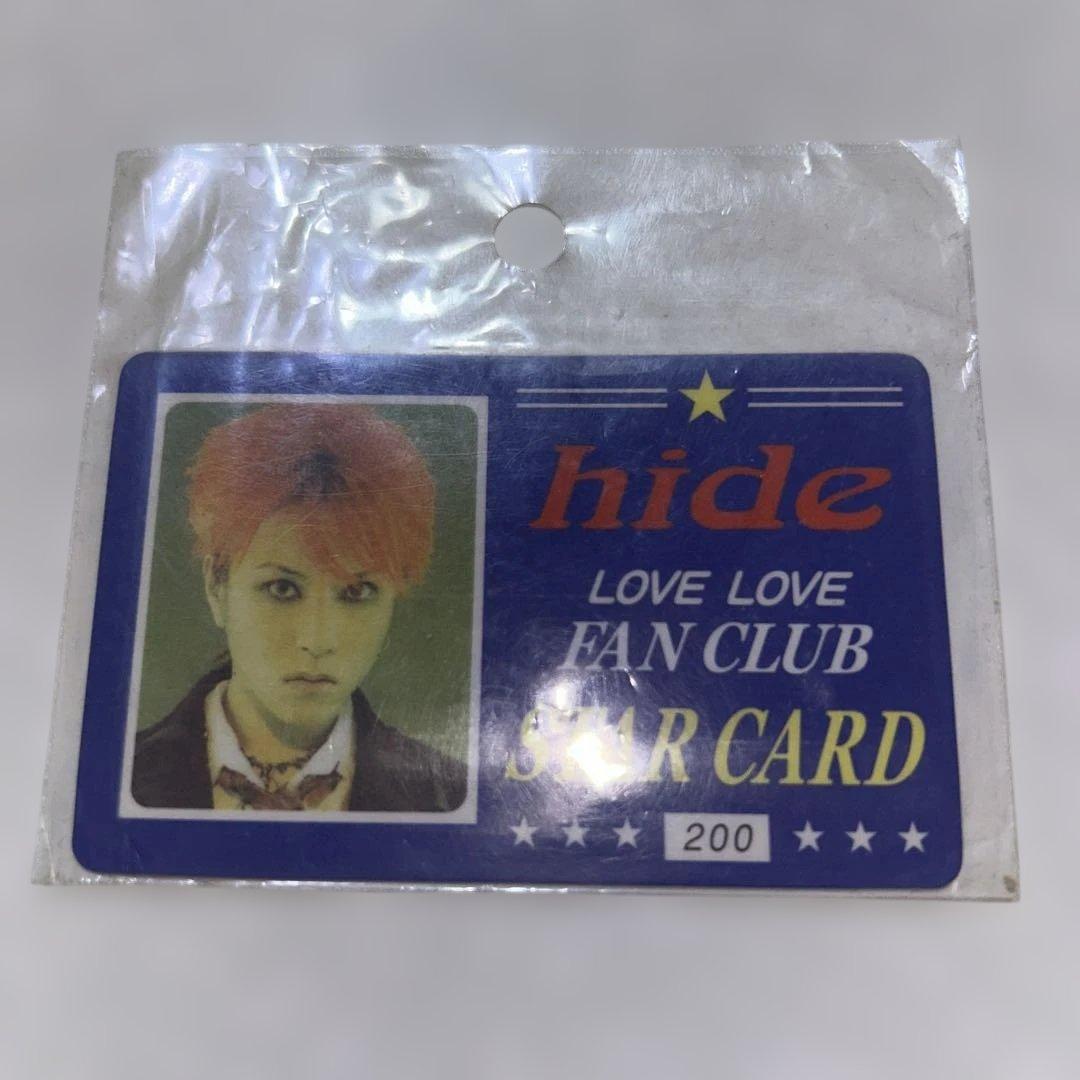 hide
LOVE LOVE
FAN CLUB
STAR CARD
200